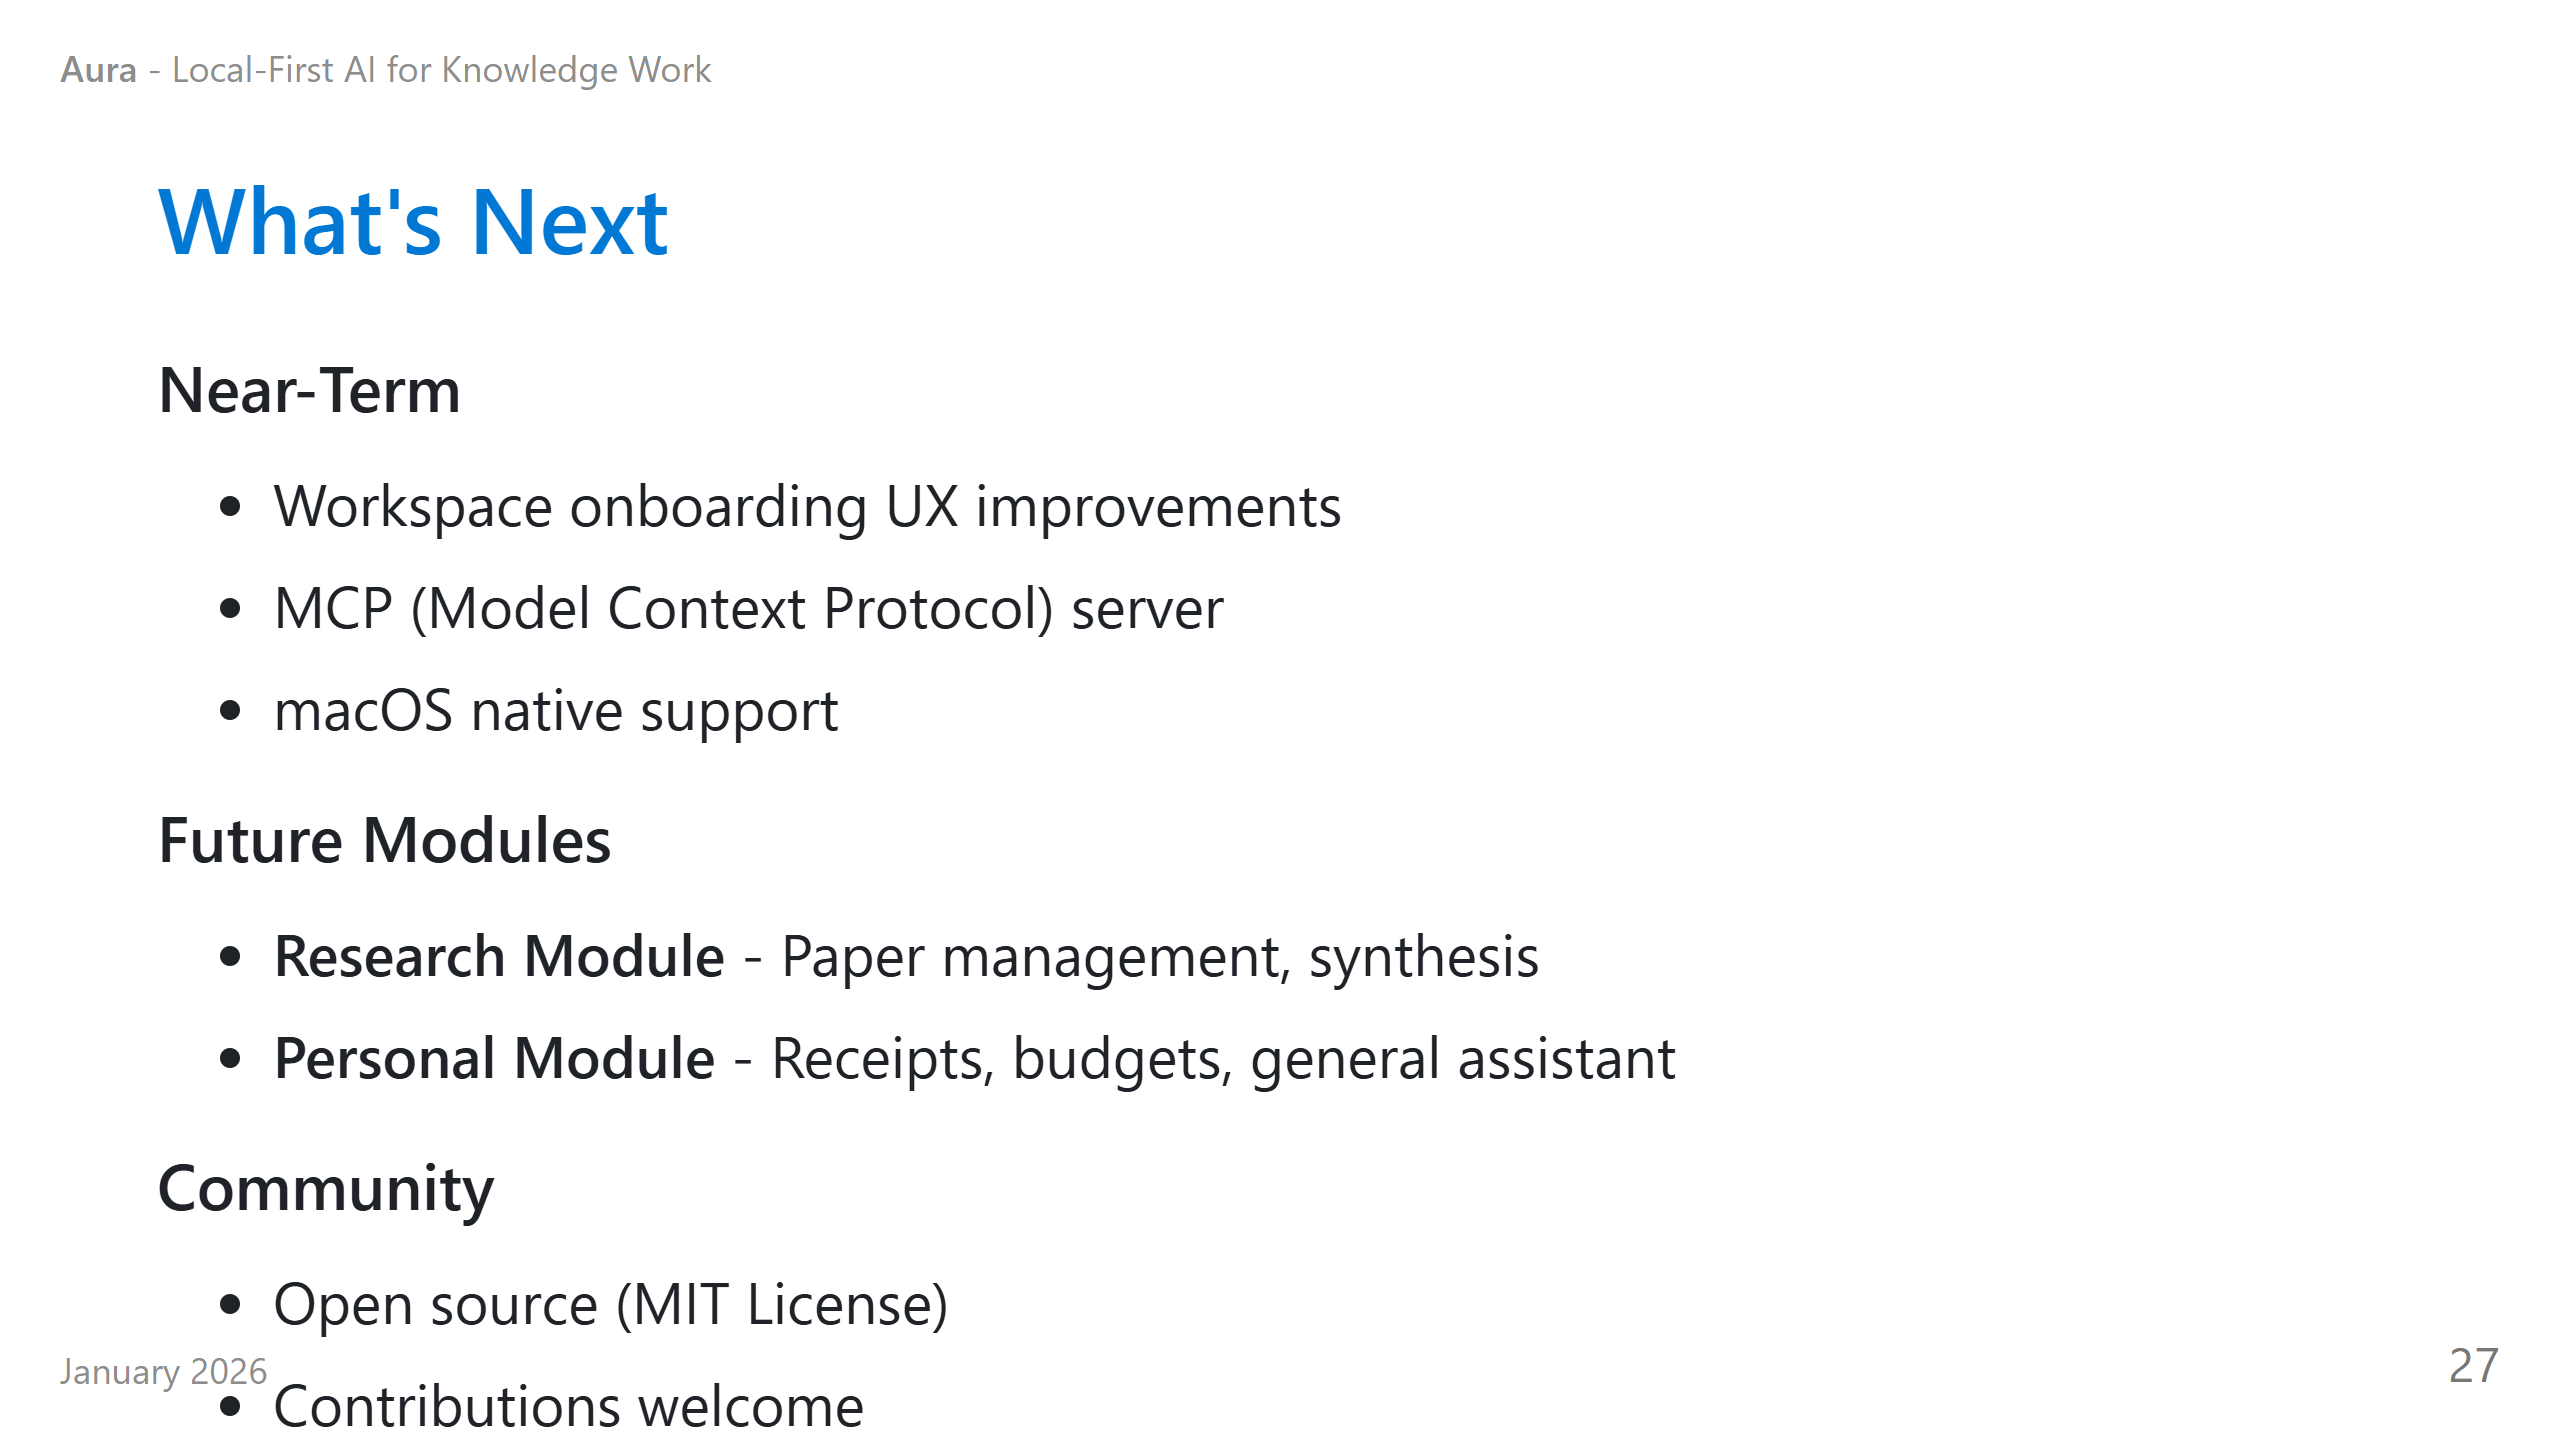 Aura - Local-First AI for Knowledge Work
What's Next
Near-Term
• Workspace onboarding UX improvements
• MCP (Model Context Protocol) server
• macOS native support
Future Modules
• Research Module - Paper management, synthesis
• Personal Module - Receipts, budgets, general assistant
Community
• Open source (MIT License)
• Contributions welcome
January 2026
27